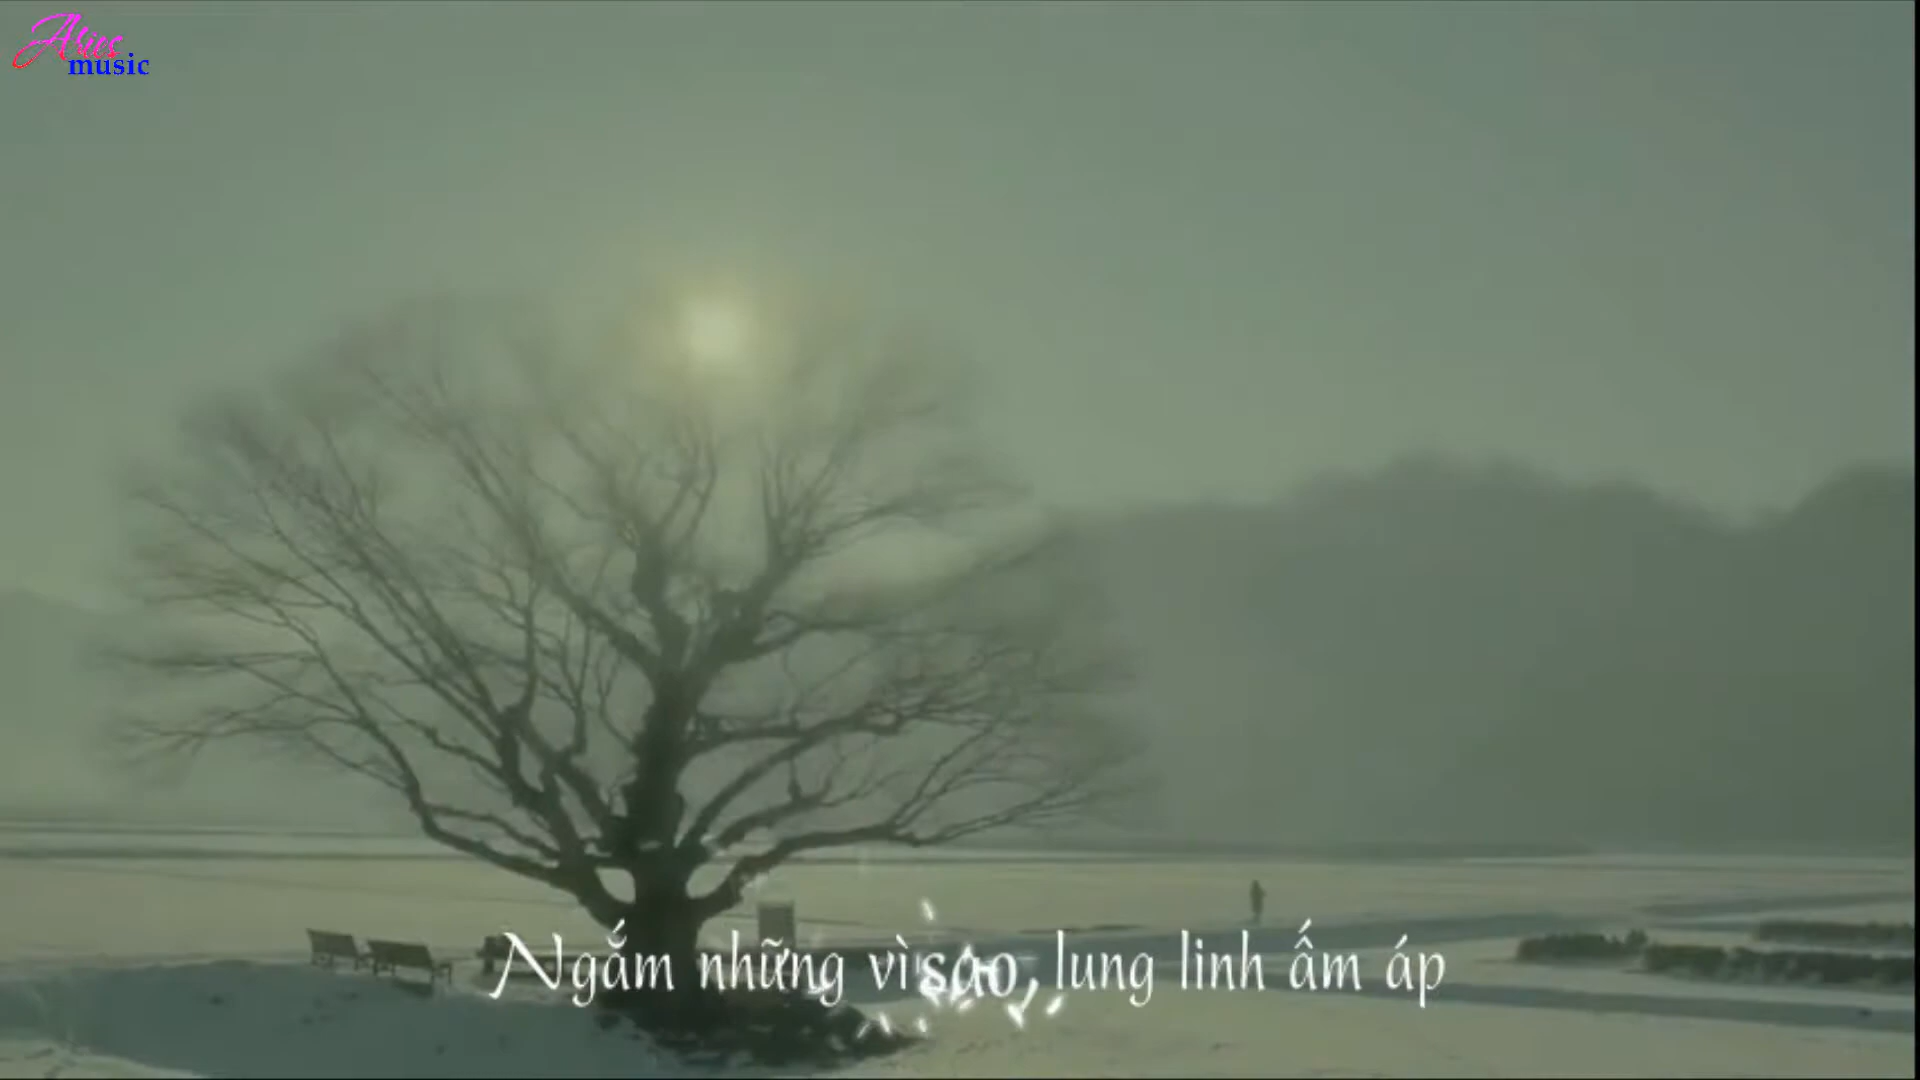 Aries
music
Ngắm những vì sao, lung linh ấm áp